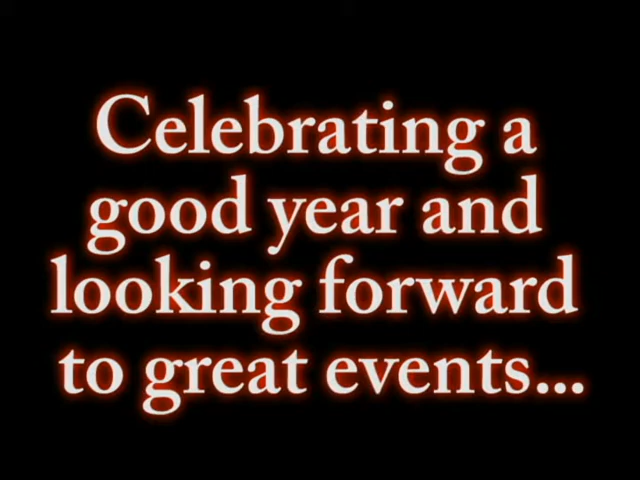 Celebrating a
good year and
looking forward
to great events...